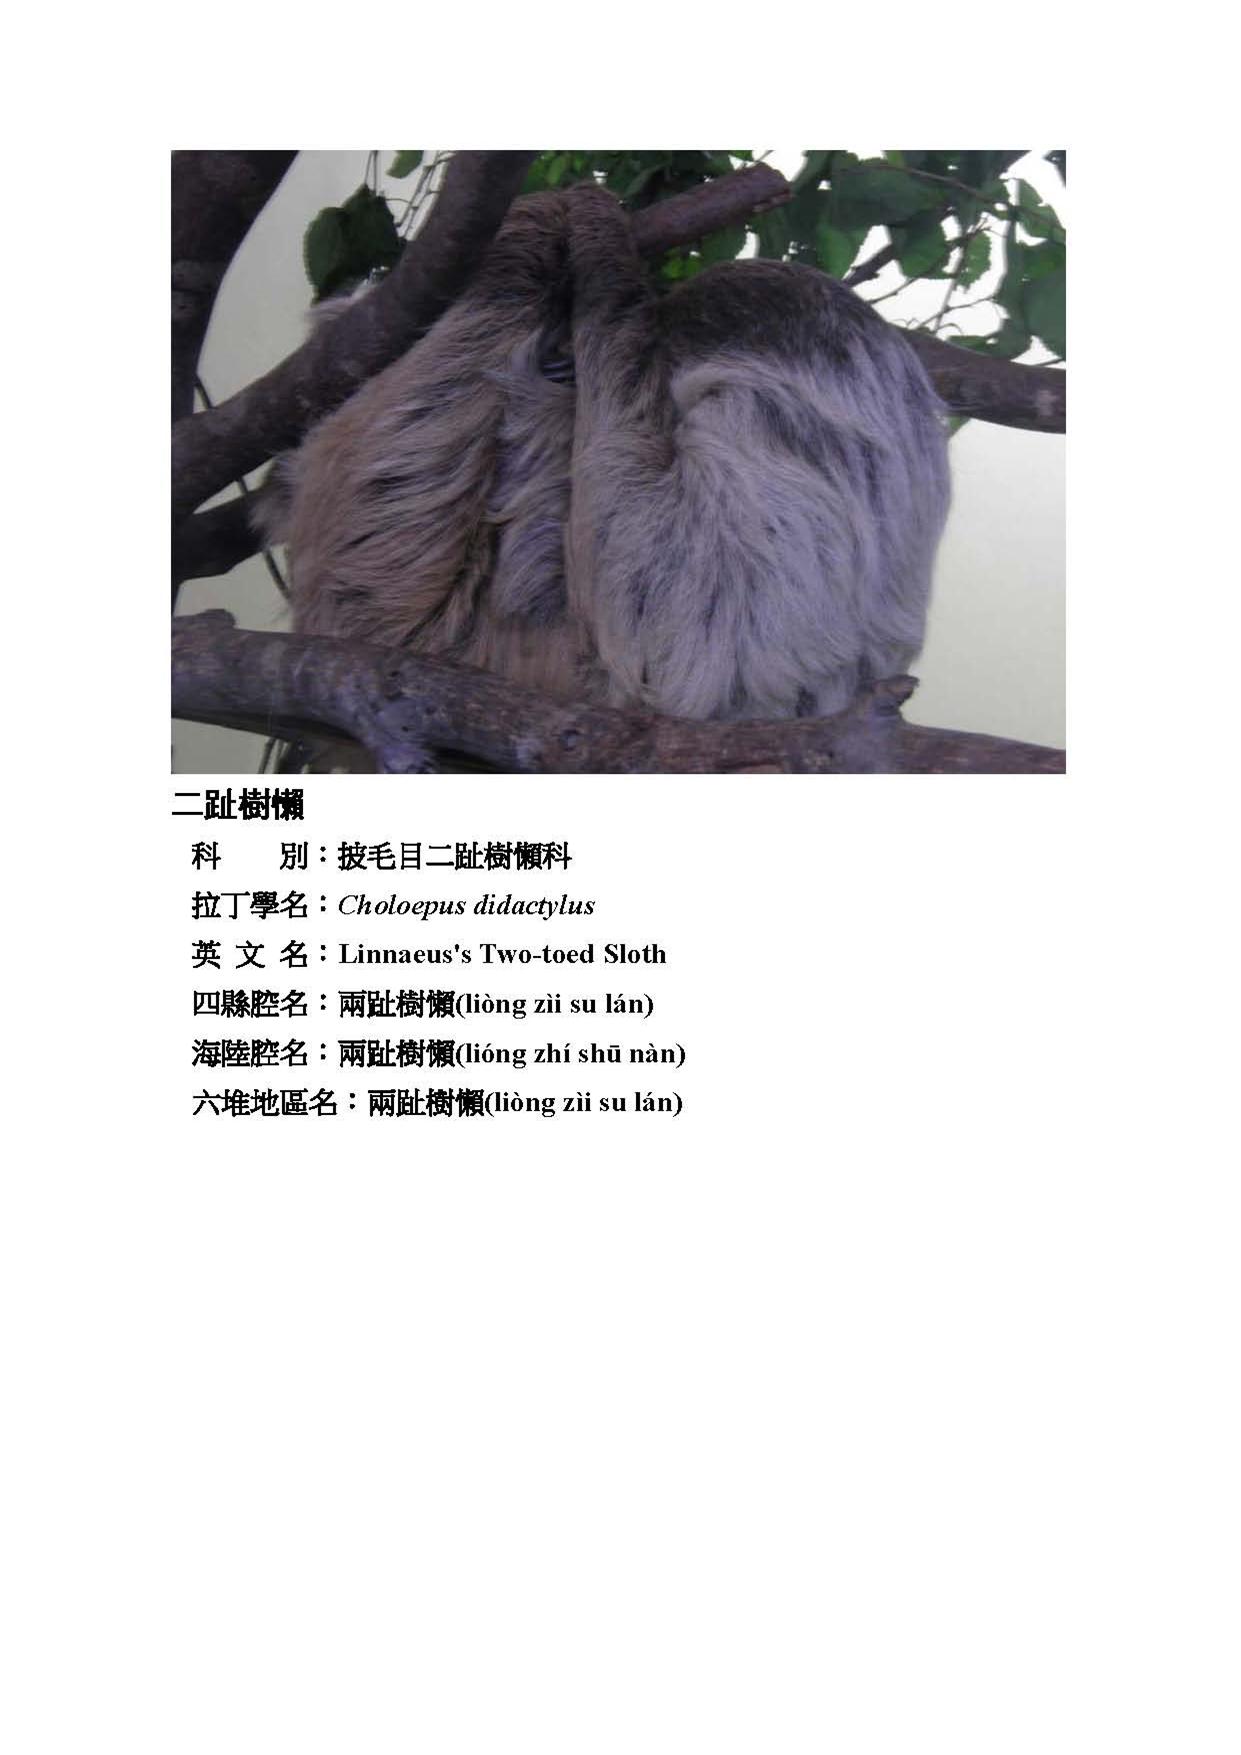 二趾樹懶
科　　別：披毛目二趾樹懶科
拉丁學名：Choloepus didactylus
英 文 名：Linnaeus's Two-toed Sloth
四縣腔名：兩趾樹懶(liòng zìi su lán)
海陸腔名：兩趾樹懶(lióng zhí shū nàn)
六堆地區名：兩趾樹懶(liòng zìi su lán)